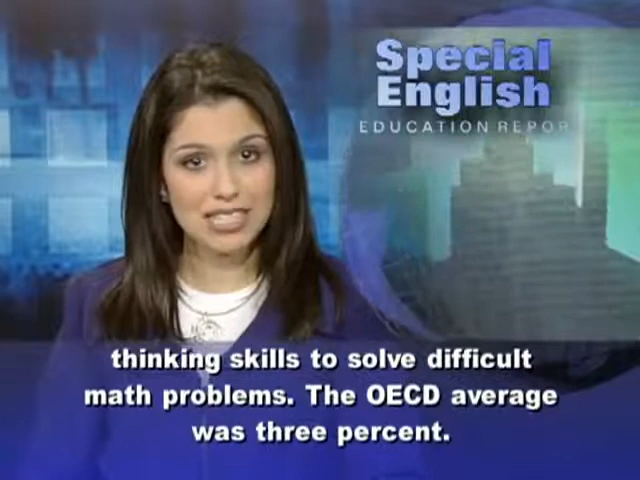 Special
English
EDUCATION REPOR
thinking skills to solve difficult
math problems. The OECD average
was three percent.